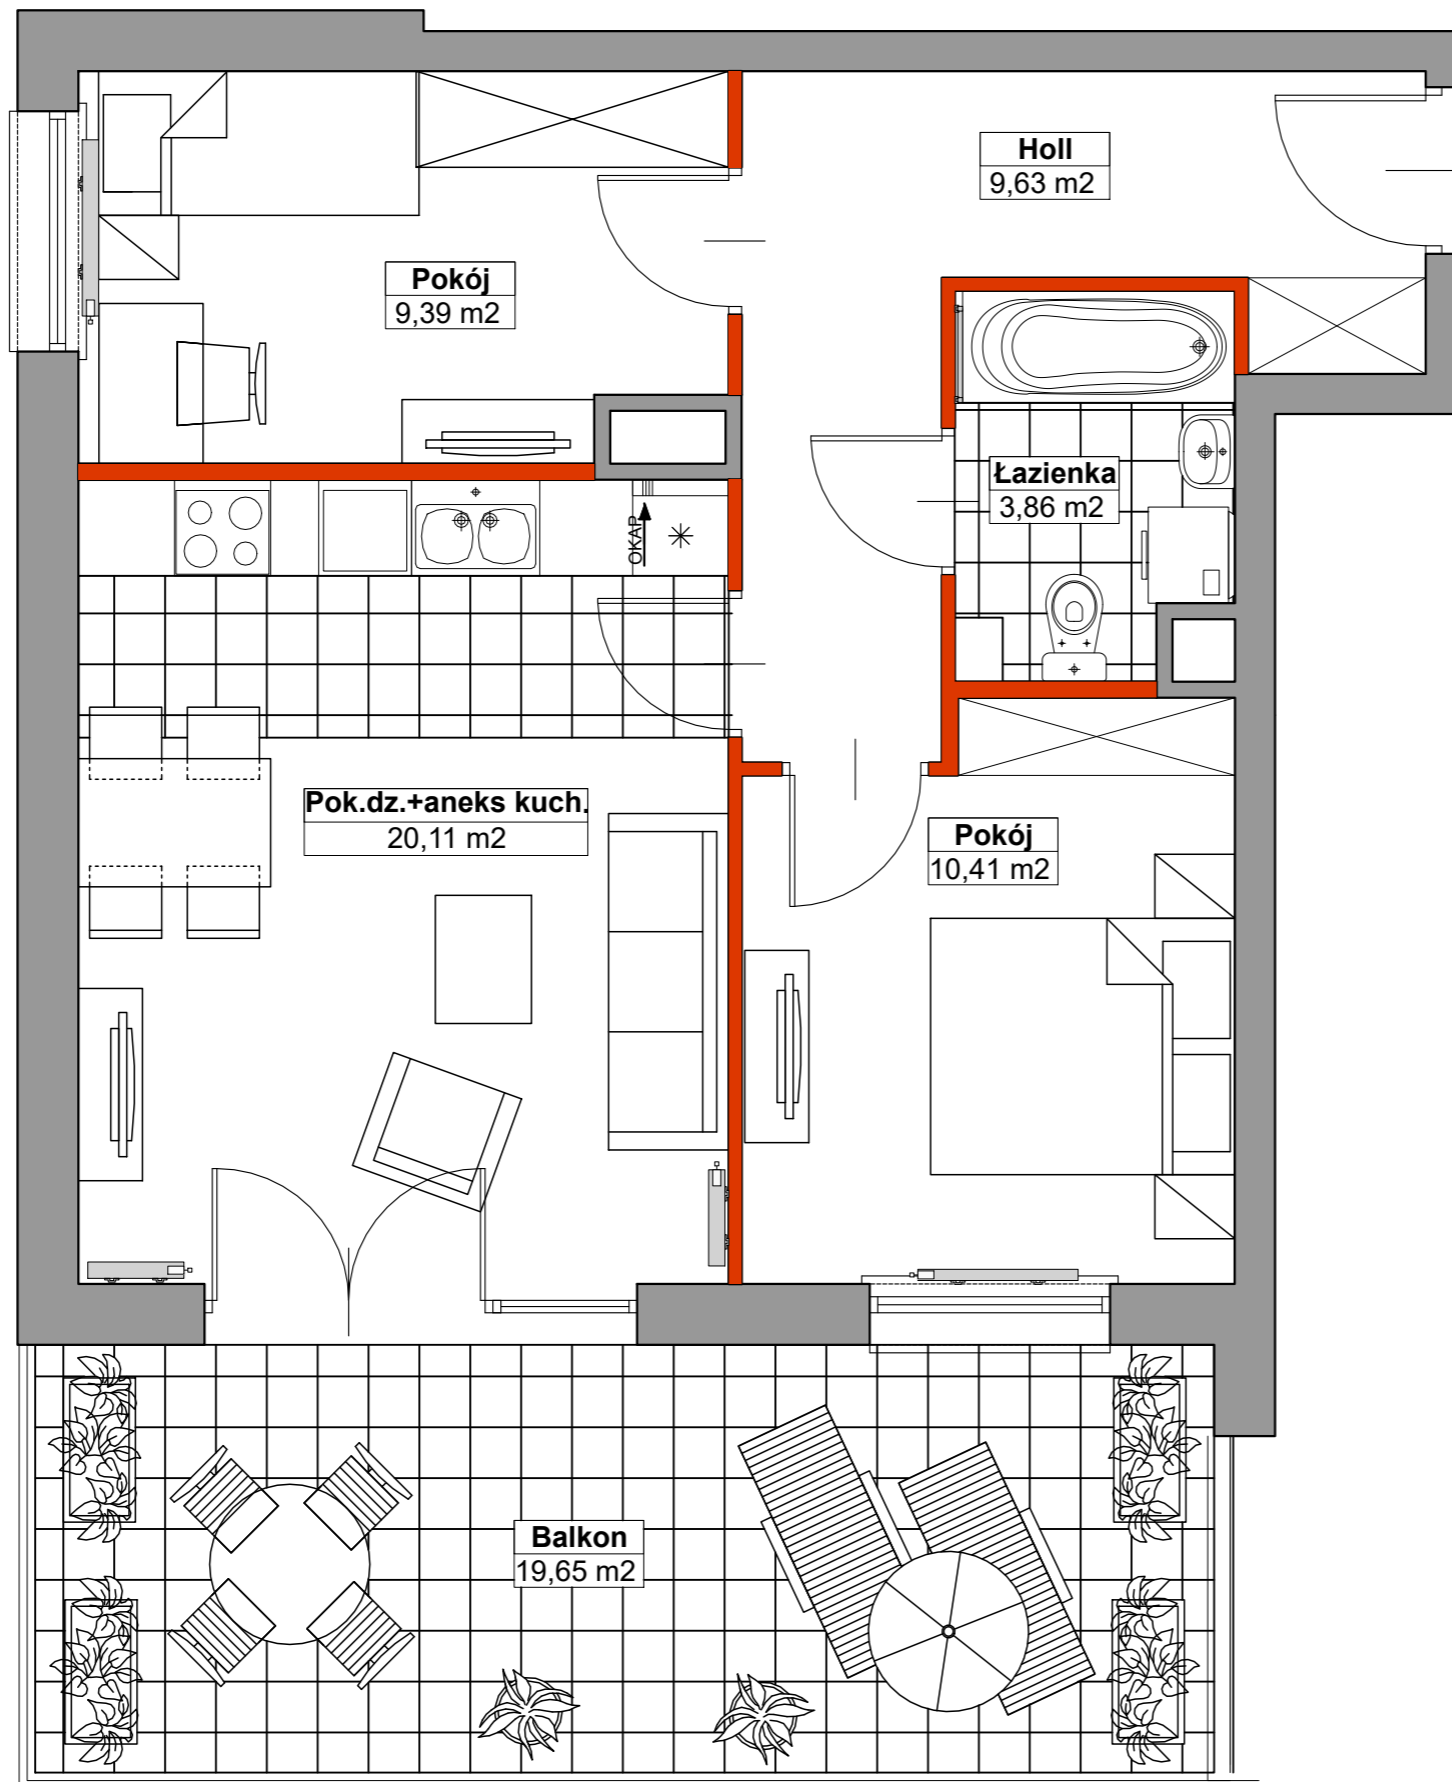 Holl
9,63 m2
Pokój
9,39 m2
Łazienka
3,86 m2
OKAP
Pok.dz.+aneks kuch.
20,11 m2
Pokój
10,41 m2
Balkon
19,65 m2